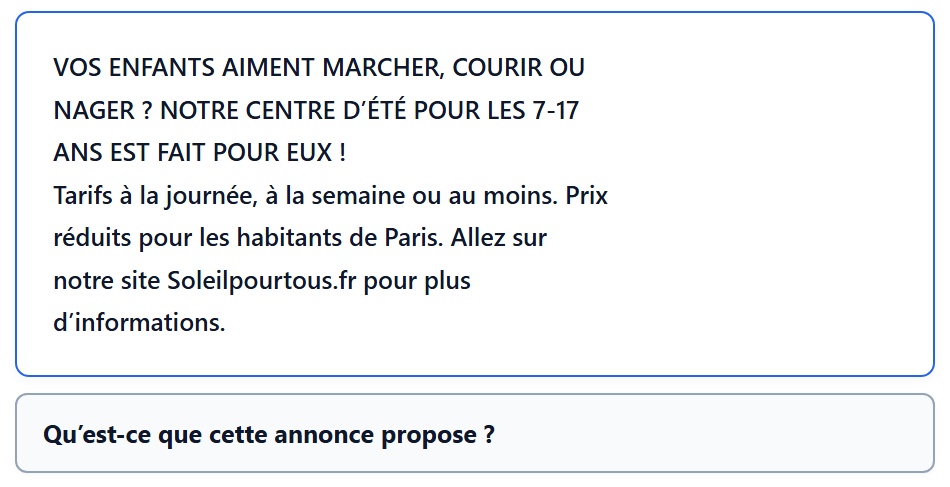 VOS ENFANTS AIMENT MARCHER, COURIR OU
NAGER ? NOTRE CENTRE D’ÉTÉ POUR LES 7-17
ANS EST FAIT POUR EUX !
Tarifs à la journée, à la semaine ou au moins. Prix
réduits pour les habitants de Paris. Allez sur
notre site Soleilpourtous.fr pour plus
d’informations.
Qu’est-ce que cette annonce propose ?